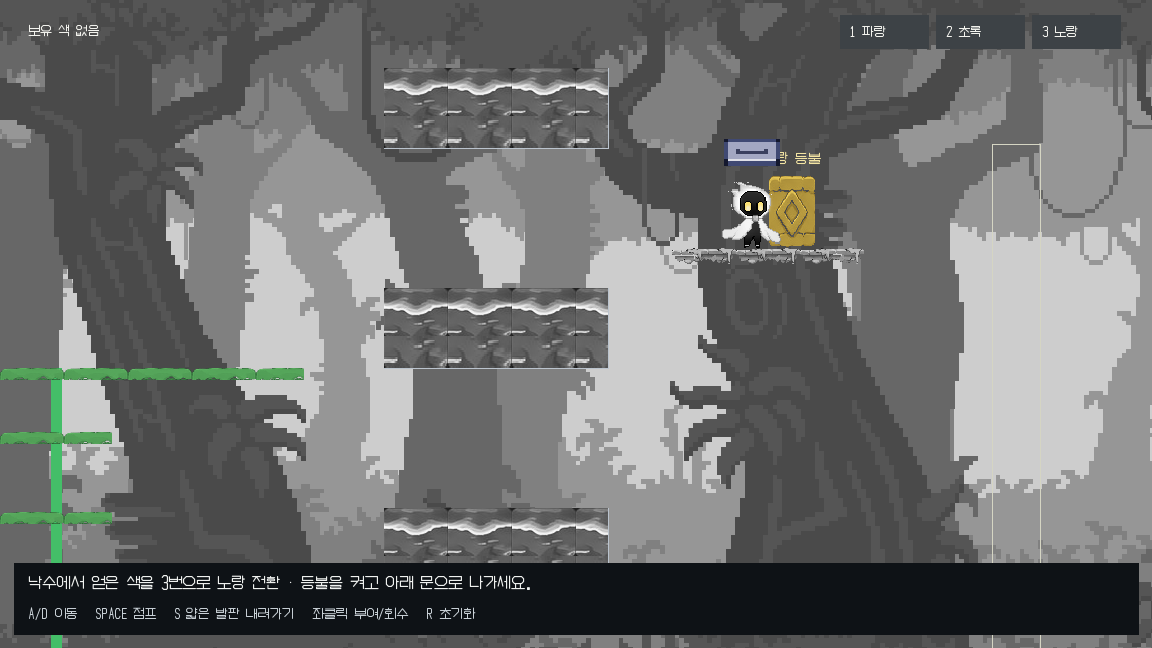 보유 색 없음
1 파랑
2 초록
3 노랑
등불
낙수에서 얻은 색을 3번으로 노랑 전환 · 등불을 켜고 아래 문으로 나가세요.
A/D 이동 SPACE 점프 S 얇은 발판 내려가기 좌클릭 부여/회수 R 초기화